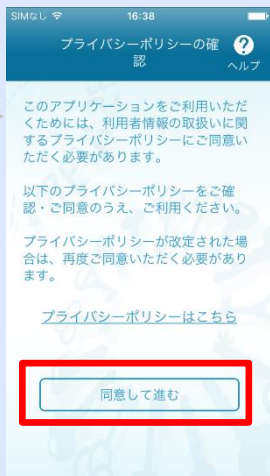 SIMなし 16:38
プライバシーポリシーの確
認
?
ヘルプ
このアプリケーションをご利用いただ
くためには、利用者情報の取扱いに関
するプライバシーポリシーにご同意い
ただく必要があります。
以下のプライバシーポリシーをご確
認・ご同意のうえ、ご利用ください。
プライバシーポリシーが改定された場
合は、再度ご同意いただく必要があり
ます。
プライバシーポリシーはこちら
同意して進む